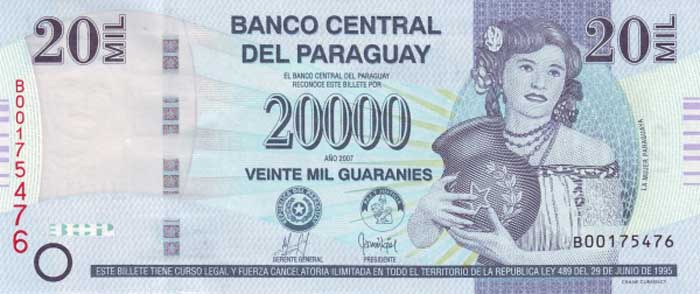 20 MIL
BANCO CENTRAL
DEL PARAGUAY
20 MIL
EL BANCO CENTRAL DEL PARAGUAY
RECONOCE ESTE BILLETE POR
20000
AÑO 2007
VEINTE MIL GUARANIES
B00175476
LA MUJER PARAGUAYA
BCP
GERENTE GENERAL
PRESIDENTE
B00175476
ESTE BILLETE TIENE CURSO LEGAL Y FUERZA CANCELATORIA ILIMITADA EN TODO EL TERRITORIO DE LA REPUBLICA LEY 489 DEL 29 DE JUNIO DE 1995
CRANE CURRENCY